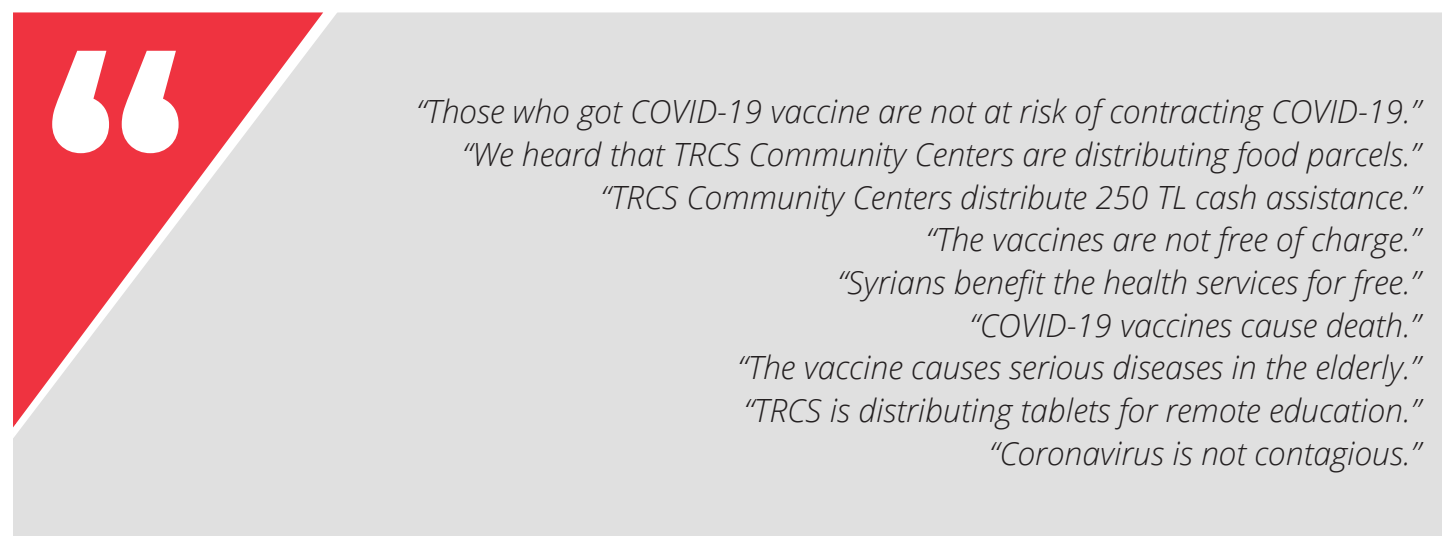 “
“Those who got COVID-19 vaccine are not at risk of contracting COVID-19.”
“We heard that TRCS Community Centers are distributing food parcels.”
“TRCS Community Centers distribute 250 TL cash assistance.”
“The vaccines are not free of charge.”
“Syrians benefit the health services for free.”
“COVID-19 vaccines cause death.”
“The vaccine causes serious diseases in the elderly.”
“TRCS is distributing tablets for remote education.”
“Coronavirus is not contagious.”